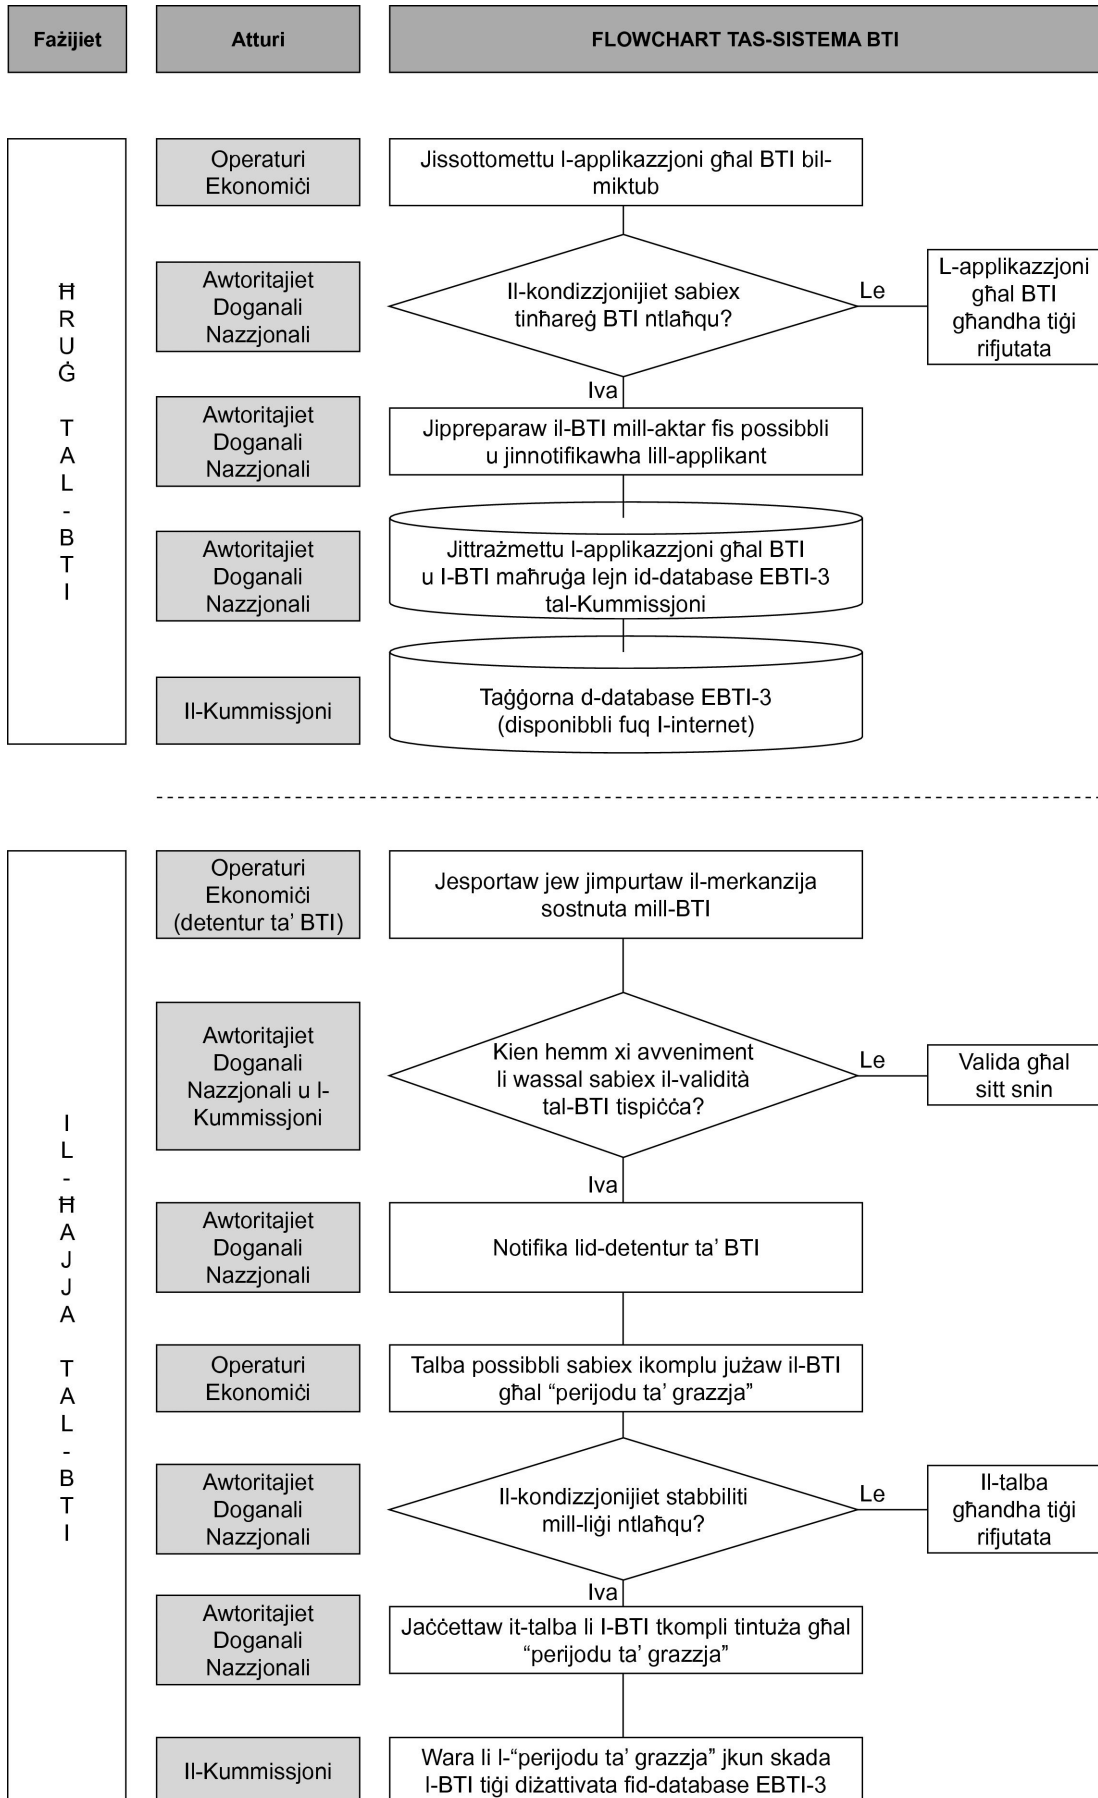 Fażijiet
Atturi
FLOWCHART TAS-SISTEMA BTI
ĦRUĠ TAL-BTI
Operaturi
Ekonomiċi
Jissottomettu l-applikazzjoni għal BTI bil-
miktub
Awtoritajiet
Doganali
Nazzjonali
Il-kondizzjonijiet sabiex
tinħareġ BTI ntlaħqu?
Le
L-applikazzjoni
għal BTI
għandha tiġi
rifjutata
Iva
Awtoritajiet
Doganali
Nazzjonali
Jippreparaw il-BTI mill-aktar fis possibbli
u jinnotifikawha lill-applikant
Awtoritajiet
Doganali
Nazzjonali
Jittrażmettu l-applikazzjoni għal BTI
u l-BTI maħruġa lejn id-database EBTI-3
tal-Kummissjoni
Il-Kummissjoni
Taġġorna d-database EBTI-3
(disponibbli fuq l-internet)
IL-ĦAJJA TAL-BTI
Operaturi
Ekonomiċi
(detentur ta’ BTI)
Jesportaw jew jimpurtaw il-merkanzija
sostnuta mill-BTI
Awtoritajiet
Doganali
Nazzjonali u l-
Kummissjoni
Kien hemm xi avveniment
li wassal sabiex il-validità
tal-BTI tispiċċa?
Le
Valida għal
sitt snin
Iva
Awtoritajiet
Doganali
Nazzjonali
Notifika lid-detentur ta’ BTI
Operaturi
Ekonomiċi
Talba possibbli sabiex ikomplu jużaw il-BTI
għal “perijodu ta’ grazzja”
Awtoritajiet
Doganali
Nazzjonali
Il-kondizzjonijiet stabbiliti
mill-liġi ntlaħqu?
Le
Il-talba
għandha tiġi
rifjutata
Iva
Awtoritajiet
Doganali
Nazzjonali
Jaċċettaw it-talba li l-BTI tkompli tintuża għal
“perijodu ta’ grazzja”
Il-Kummissjoni
Wara li l-“perijodu ta’ grazzja” jkun skada
l-BTI tiġi diżattivata fid-database EBTI-3